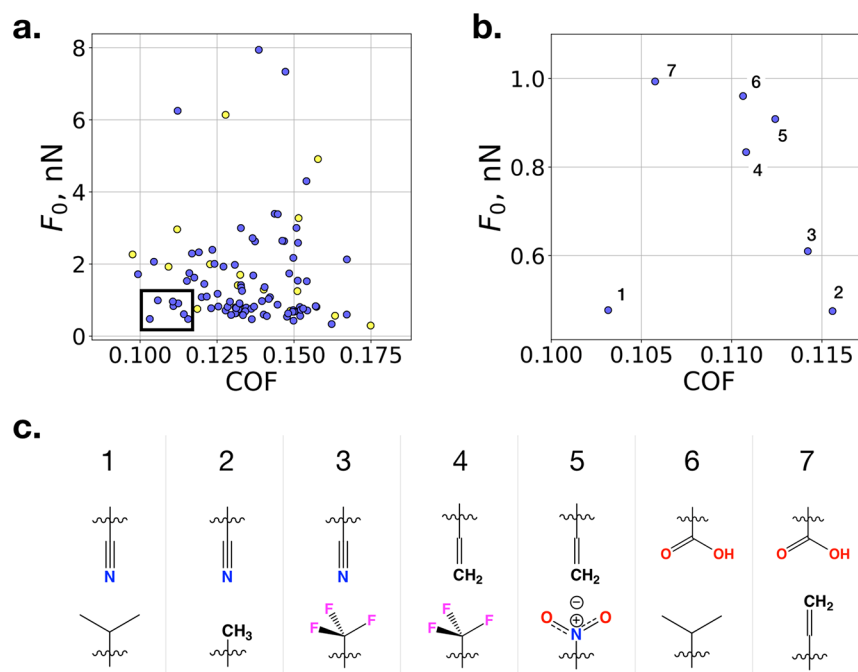 a.
b.
F₀, nN
8
6
4
2
0
0.100 0.125 0.150 0.175
COF
F₀, nN
1.0
0.8
0.6
7
6
5
4
3
1
2
0.100 0.105 0.110 0.115
COF
c.
1 2 3 4 5 6 7
N N N CH₂ CH₂ O OH O OH
CH₃ F F F F F F O ⊖ ⊕ N O CH₂